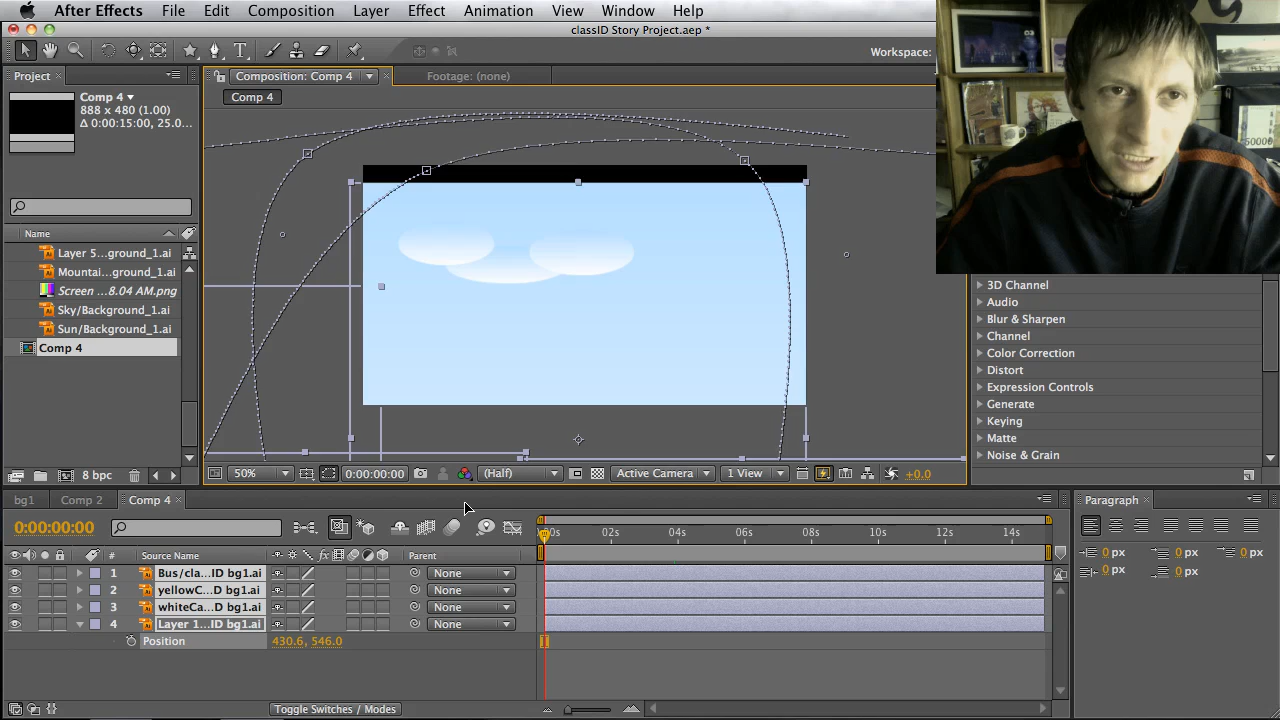 After Effects File Edit Composition Layer Effect Animation View Window Help
classID Story Project.aep *
Workspace:
Project
Composition: Comp 4
Footage: (none)
Comp 4
Comp 4
888 x 480 (1.00)
Δ 0:00:15:00, 25.0...
Name
Layer 5...ground_1.ai
Mountai...ground_1.ai
Screen ...8.04 AM.png
Sky/Background_1.ai
Sun/Background_1.ai
Comp 4
8 bpc
50%
0:00:00:00
(Half)
Active Camera
1 View
+0.0
3D Channel
Audio
Blur & Sharpen
Channel
Color Correction
Distort
Expression Controls
Generate
Keying
Matte
Noise & Grain
50000
bg1 Comp 2 Comp 4
0:00:00:00
:00s 02s 04s 06s 08s 10s 12s 14s
# Source Name fx Parent
1 Bus/cla...ID bg1.ai None
2 yellowC...D bg1.ai None
3 whiteCa...D bg1.ai None
4 Layer 1...ID bg1.ai None
Position 430.6, 546.0
Toggle Switches / Modes
Paragraph
0 px 0 px 0 px
0 px 0 px